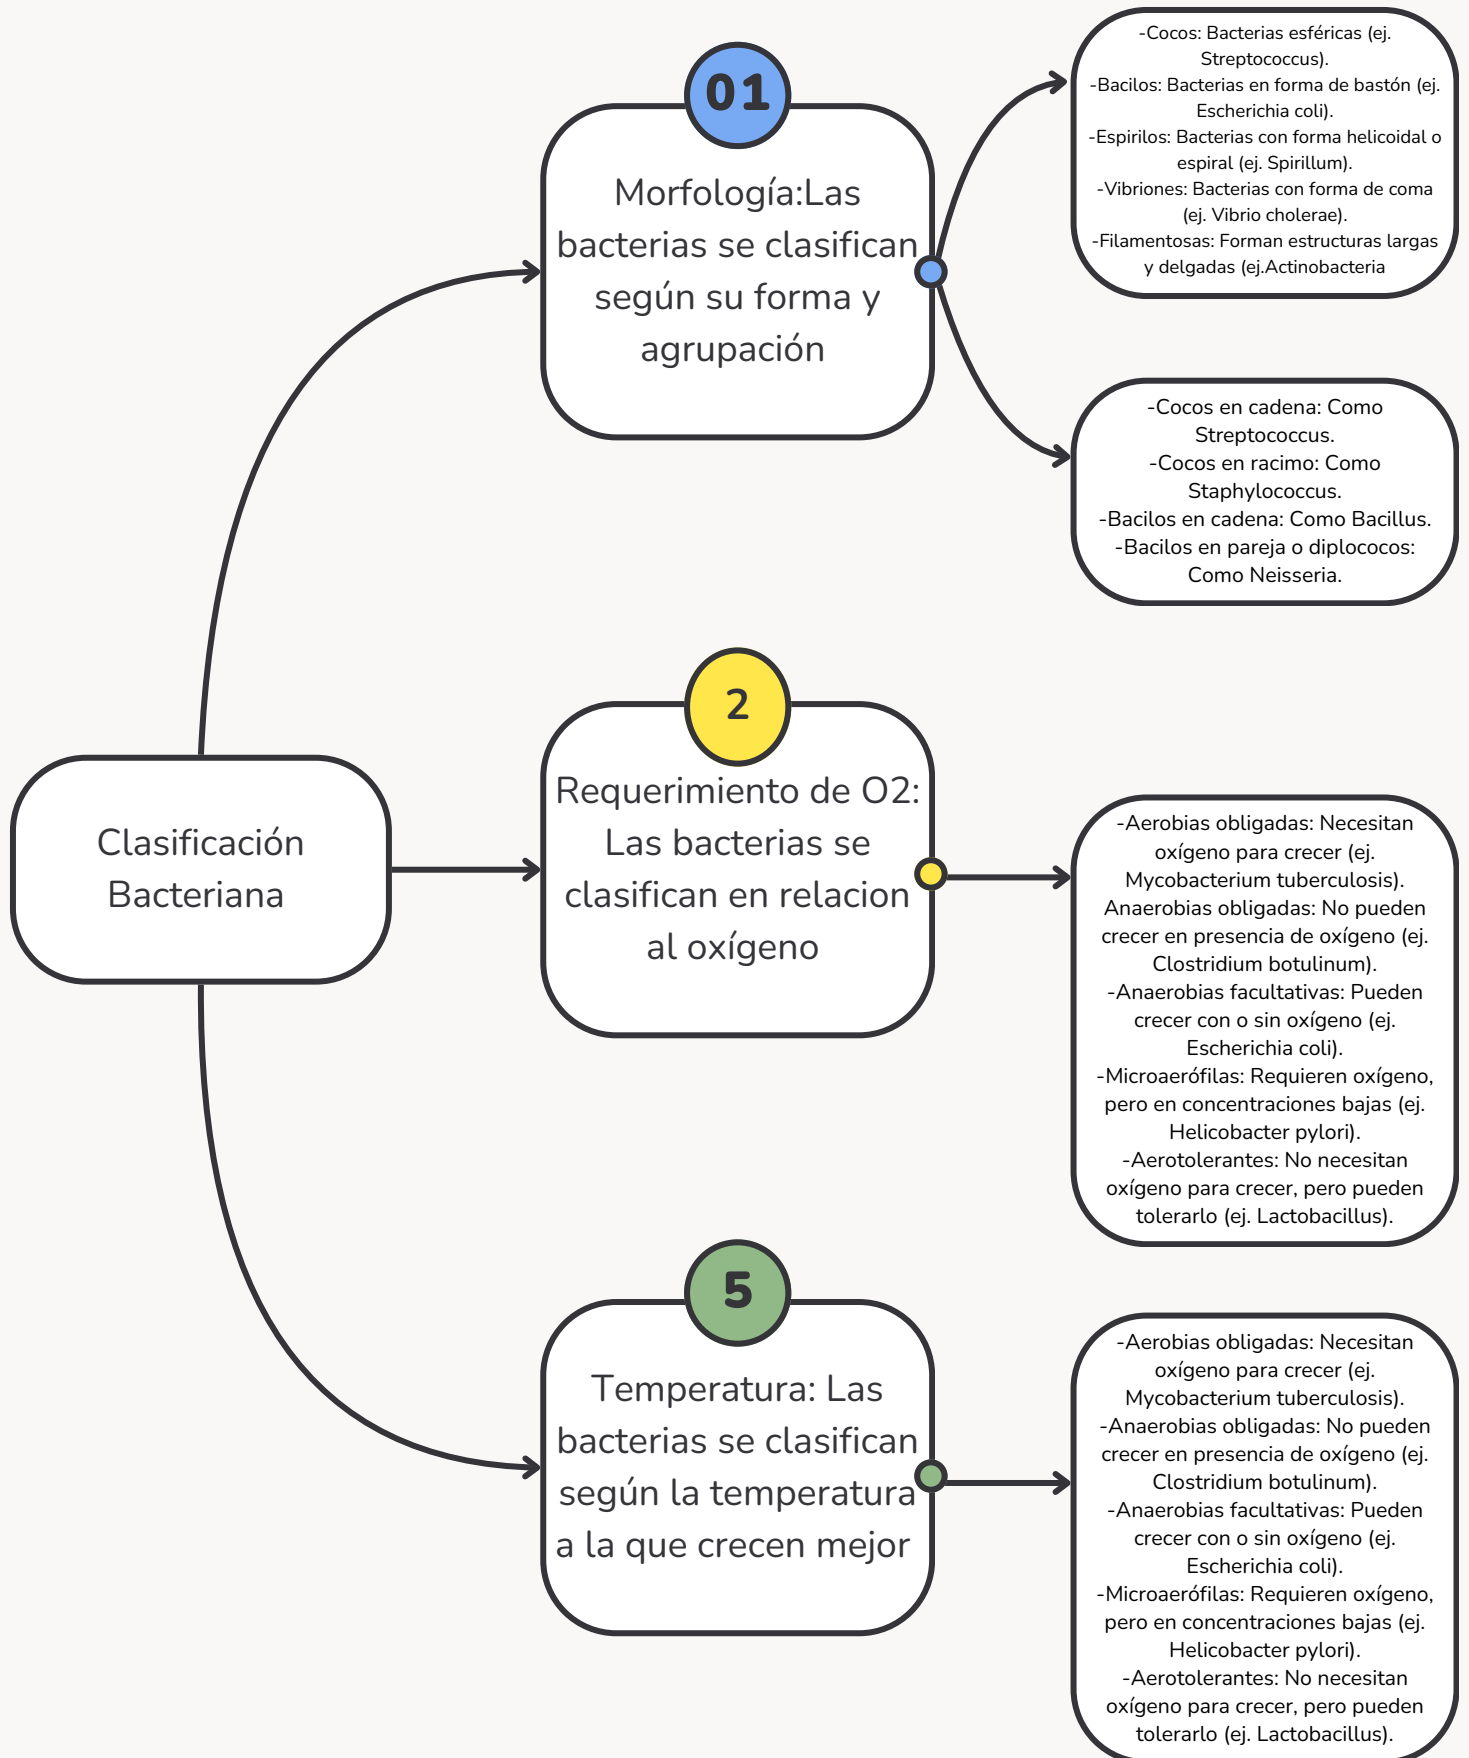 01
Morfología:Las
bacterias se clasifican
según su forma y
agrupación
-Cocos: Bacterias esféricas (ej.
Streptococcus).
-Bacilos: Bacterias en forma de bastón (ej.
Escherichia coli).
-Espirilos: Bacterias con forma helicoidal o
espiral (ej. Spirillum).
-Vibriones: Bacterias con forma de coma
(ej. Vibrio cholerae).
-Filamentosas: Forman estructuras largas
y delgadas (ej.Actinobacteria
-Cocos en cadena: Como
Streptococcus.
-Cocos en racimo: Como
Staphylococcus.
-Bacilos en cadena: Como Bacillus.
-Bacilos en pareja o diplococos:
Como Neisseria.
Clasificación
Bacteriana
2
Requerimiento de O2:
Las bacterias se
clasifican en relacion
al oxígeno
-Aerobias obligadas: Necesitan
oxígeno para crecer (ej.
Mycobacterium tuberculosis).
Anaerobias obligadas: No pueden
crecer en presencia de oxígeno (ej.
Clostridium botulinum).
-Anaerobias facultativas: Pueden
crecer con o sin oxígeno (ej.
Escherichia coli).
-Microaerófilas: Requieren oxígeno,
pero en concentraciones bajas (ej.
Helicobacter pylori).
-Aerotolerantes: No necesitan
oxígeno para crecer, pero pueden
tolerarlo (ej. Lactobacillus).
5
Temperatura: Las
bacterias se clasifican
según la temperatura
a la que crecen mejor
-Aerobias obligadas: Necesitan
oxígeno para crecer (ej.
Mycobacterium tuberculosis).
-Anaerobias obligadas: No pueden
crecer en presencia de oxígeno (ej.
Clostridium botulinum).
-Anaerobias facultativas: Pueden
crecer con o sin oxígeno (ej.
Escherichia coli).
-Microaerófilas: Requieren oxígeno,
pero en concentraciones bajas (ej.
Helicobacter pylori).
-Aerotolerantes: No necesitan
oxígeno para crecer, pero pueden
tolerarlo (ej. Lactobacillus).